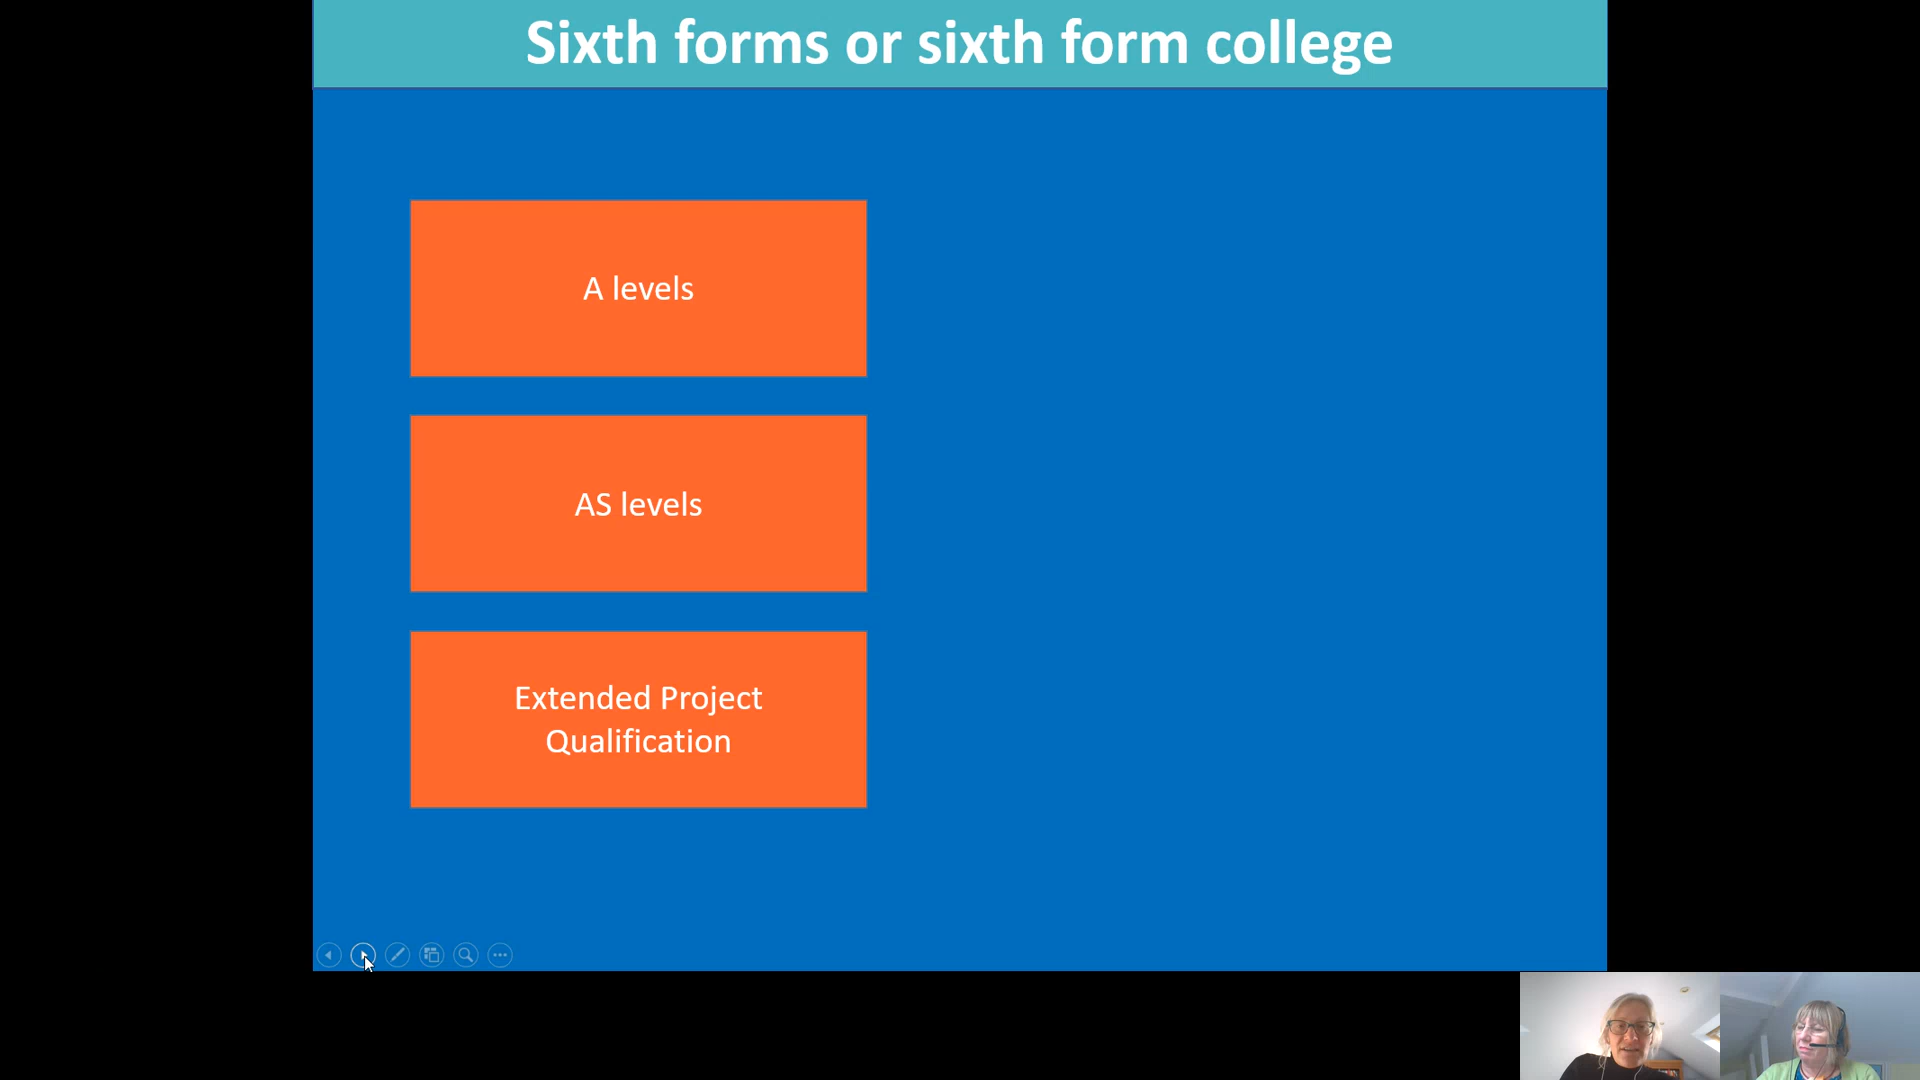 Sixth forms or sixth form college
A levels
AS levels
Extended Project
Qualification